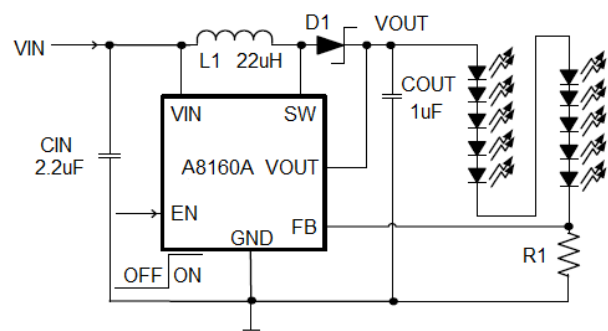 D1
VIN
VOUT
L1 22uH
COUT
1uF
VIN
SW
CIN
2.2uF
A8160A
VOUT
EN
FB
GND
OFF
ON
R1